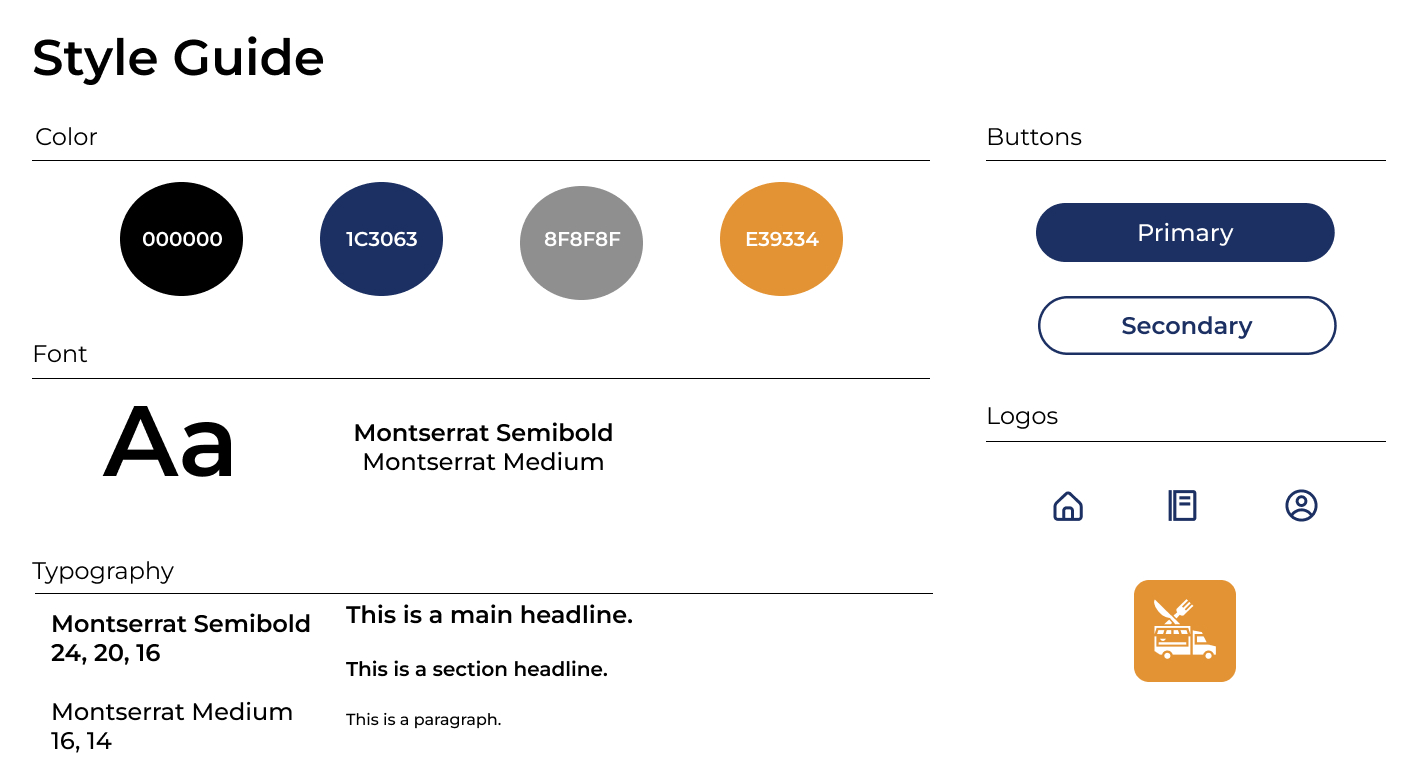 Style Guide
Color
000000
1C3063
8F8F8F
E39334
Font
Aa
Montserrat Semibold
Montserrat Medium
Typography
Montserrat Semibold
24, 20, 16
Montserrat Medium
16, 14
This is a main headline.
This is a section headline.
This is a paragraph.
Buttons
Primary
Secondary
Logos